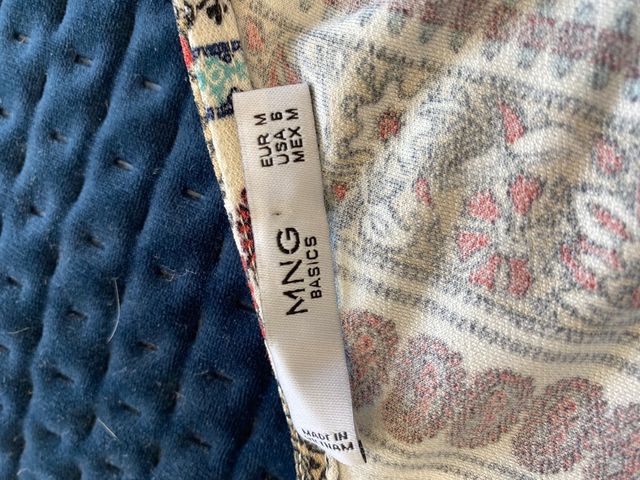 EUR M
USA 6
MEX M
MNG
BASICS
MADE IN